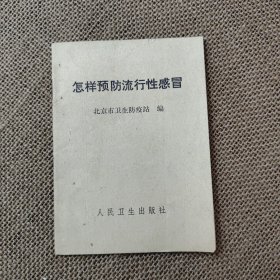 怎样预防流行性感冒
北京市卫生防疫站 编
人民卫生出版社